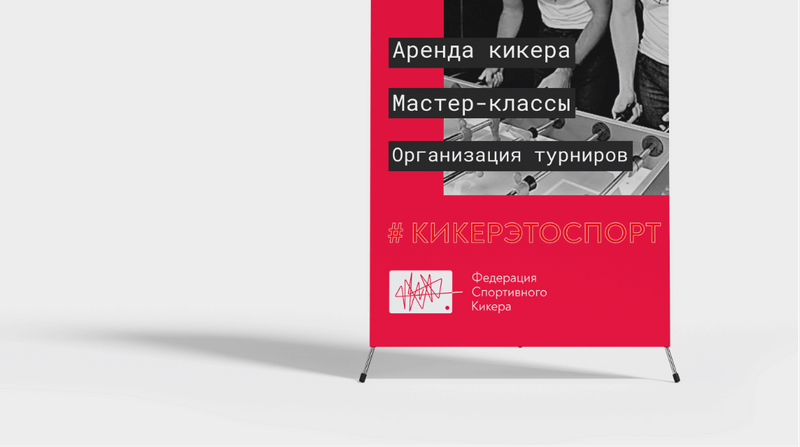 Аренда кикера
Мастер-классы
Организация турниров
# КИКЕРЭТОСПОРТ
Федерация
Спортивного
Кикера